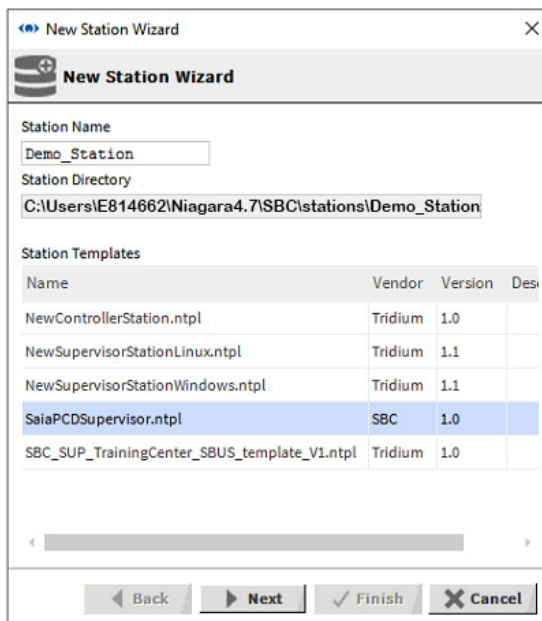 New Station Wizard
New Station Wizard
Station Name
Demo_Station
Station Directory
C:\Users\E814662\Niagara4.7\SBC\stations\Demo_Station
Station Templates
Name Vendor Version Desc
NewControllerStation.ntpl Tridium 1.0
NewSupervisorStationLinux.ntpl Tridium 1.1
NewSupervisorStationWindows.ntpl Tridium 1.1
SaiaPCDSupervisor.ntpl SBC 1.0
SBC_SUP_TrainingCenter_SBUS_template_V1.ntpl Tridium 1.0
Back Next Finish Cancel